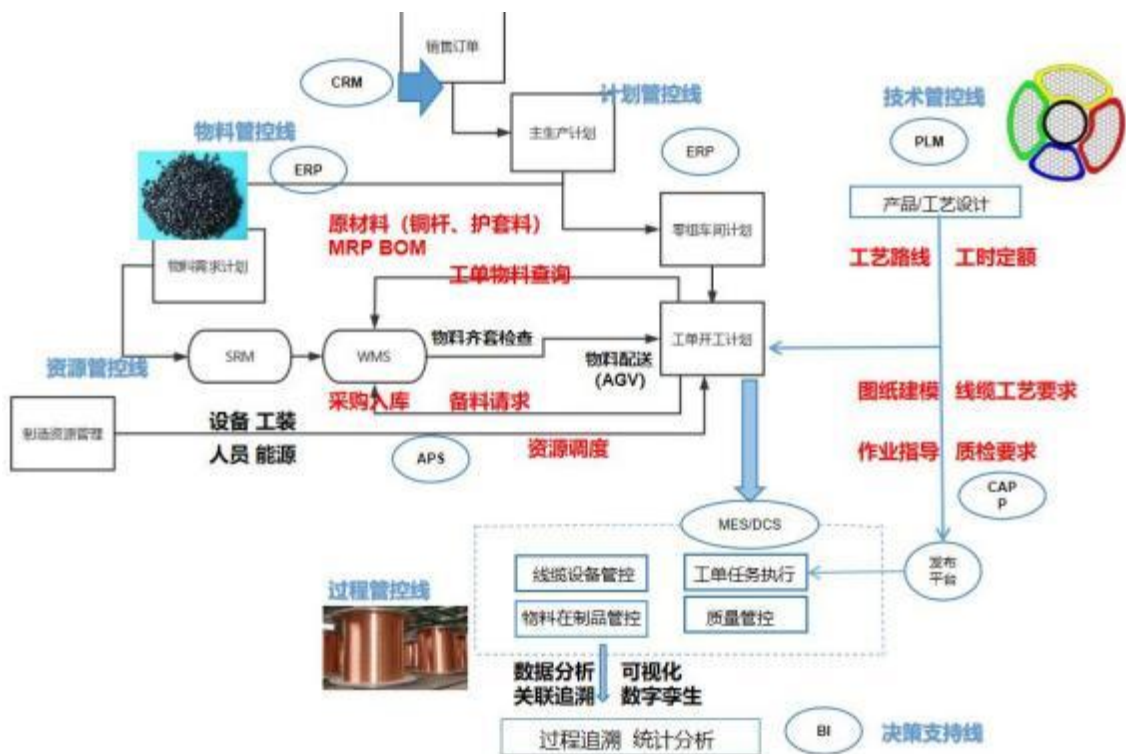 销售订单
CRM
计划管控线
技术管控线
物料管控线
主生产计划
PLM
ERP
ERP
产品/工艺设计
原材料（铜杆、护套料）
MRP BOM
零组车间计划
物料需求计划
工艺路线 工时定额
工单物料查询
物料齐套检查
工单开工计划
SRM
WMS
物料配送
(AGV)
资源管控线
采购入库 备料请求
图纸建模 线缆工艺要求
制造资源管理
设备 工装
人员 能源
APS
资源调度
作业指导 质检要求
CAP
P
MES/DCS
线缆设备管控
工单任务执行
发布
平台
过程管控线
物料在制品管控
质量管控
数据分析 可视化
关联追溯 数字孪生
过程追溯 统计分析
BI
决策支持线